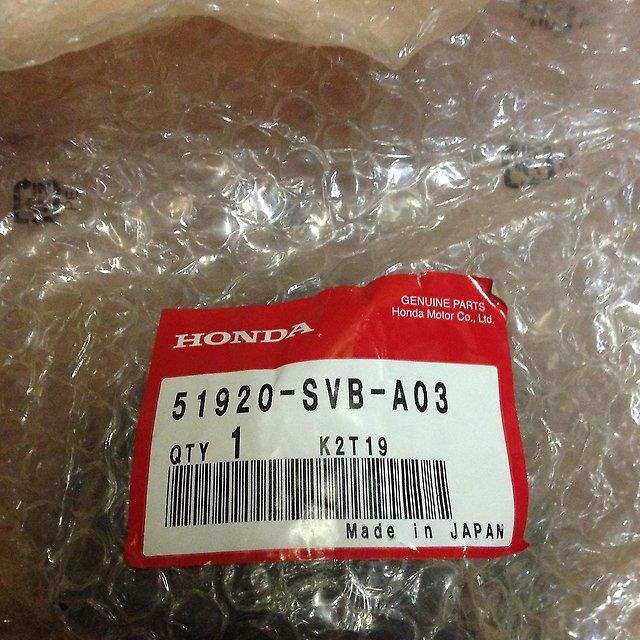 GENUINE PARTS
Honda Motor Co., Ltd.
HONDA
51920-SVB-A03
QTY 1 K2T19
Made in JAPAN